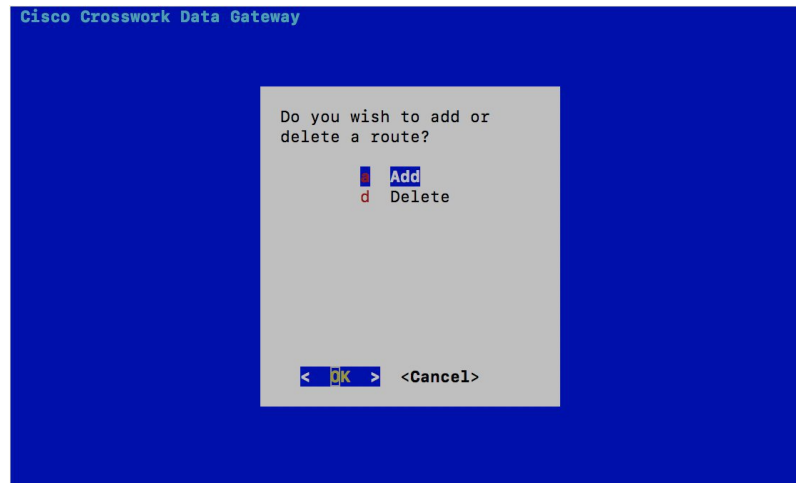 Cisco Crosswork Data Gateway
Do you wish to add or
delete a route?
a Add
d Delete
< OK > <Cancel>